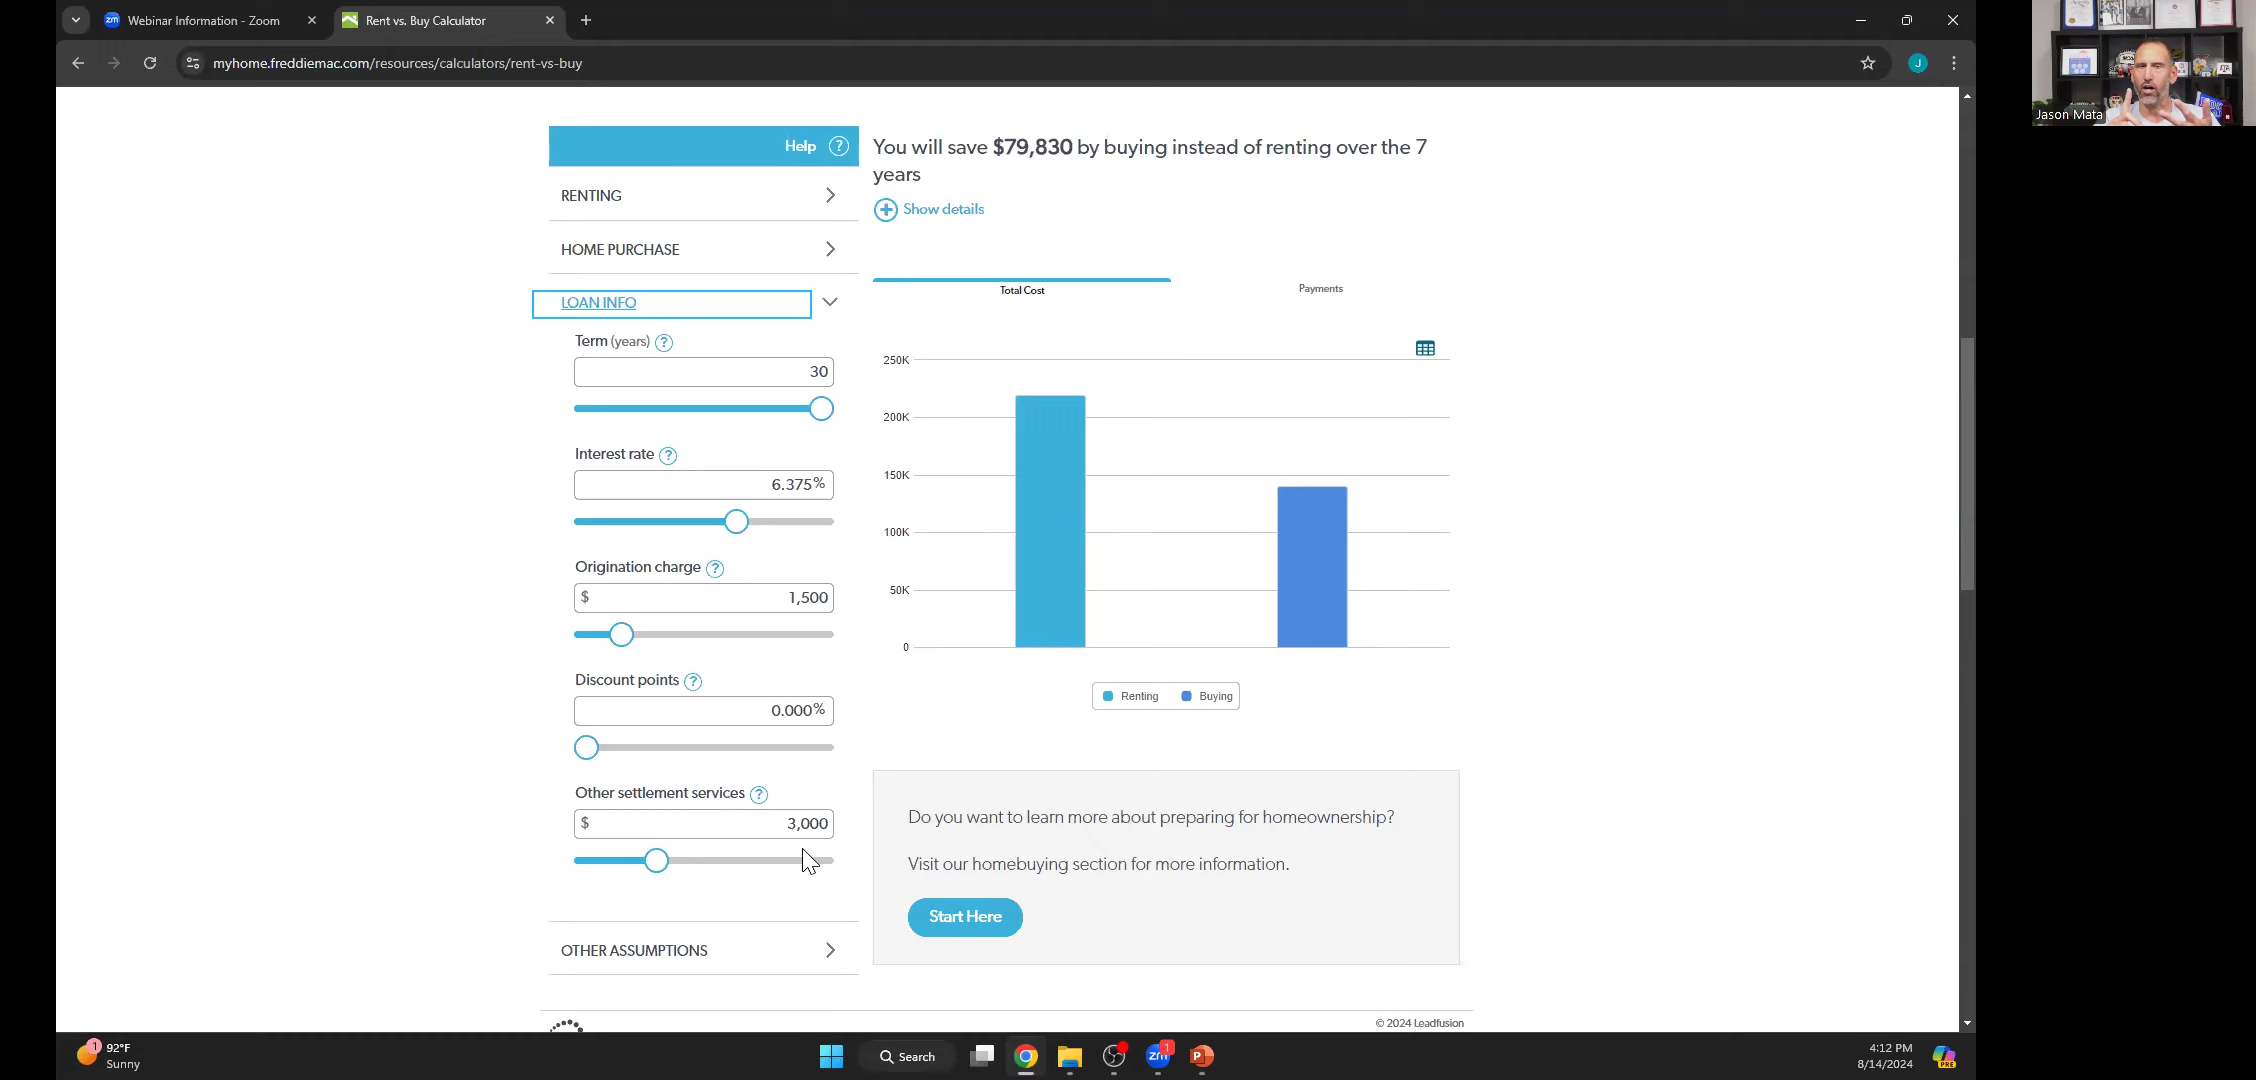 Webinar Information - Zoom
Rent vs. Buy Calculator
myhome.freddiemac.com/resources/calculators/rent-vs-buy
J
Jason Mata
Help ?
RENTING
HOME PURCHASE
LOAN INFO
Term (years) ?
30
Interest rate ?
6.375%
Origination charge ?
$ 1,500
Discount points ?
0.000%
Other settlement services ?
$ 3,000
OTHER ASSUMPTIONS
You will save $79,830 by buying instead of renting over the 7
years
Show details
Total Cost
Payments
250K
200K
150K
100K
50K
0
Renting Buying
Do you want to learn more about preparing for homeownership?
Visit our homebuying section for more information.
Start Here
© 2024 Leadfusion
1
92°F
Sunny
Search
zm
1
P
4:12 PM
8/14/2024
PRE